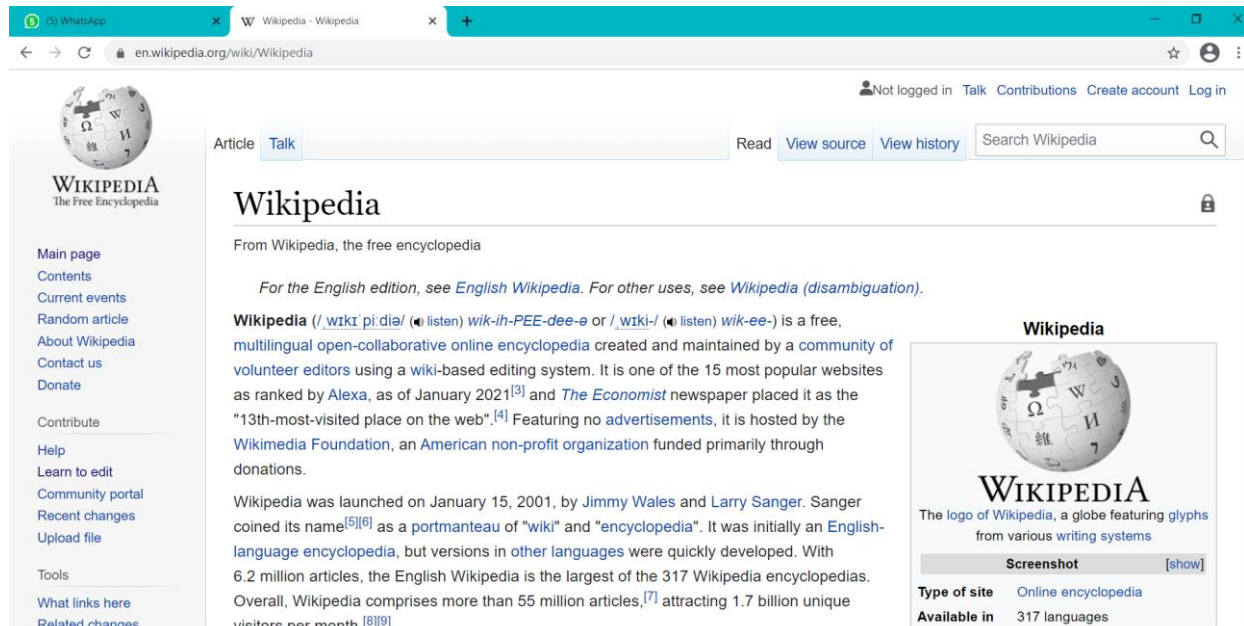 (5) WhatsApp
Wikipedia - Wikipedia
en.wikipedia.org/wiki/Wikipedia
Not logged in Talk Contributions Create account Log in
Article Talk
Read View source View history Search Wikipedia
WIKIPEDIA
The Free Encyclopedia
Main page
Contents
Current events
Random article
About Wikipedia
Contact us
Donate
Contribute
Help
Learn to edit
Community portal
Recent changes
Upload file
Tools
What links here
Related changes
Wikipedia
From Wikipedia, the free encyclopedia
For the English edition, see English Wikipedia. For other uses, see Wikipedia (disambiguation).
Wikipedia (/ˌwɪkɪˈpiːdiə/ (listen) wik-ih-PEE-dee-ə or /ˌwɪki-/ (listen) wik-ee-) is a free,
multilingual open-collaborative online encyclopedia created and maintained by a community of
volunteer editors using a wiki-based editing system. It is one of the 15 most popular websites
as ranked by Alexa, as of January 2021[3] and The Economist newspaper placed it as the
"13th-most-visited place on the web".[4] Featuring no advertisements, it is hosted by the
Wikimedia Foundation, an American non-profit organization funded primarily through
donations.
Wikipedia was launched on January 15, 2001, by Jimmy Wales and Larry Sanger. Sanger
coined its name[5][6] as a portmanteau of "wiki" and "encyclopedia". It was initially an English-
language encyclopedia, but versions in other languages were quickly developed. With
6.2 million articles, the English Wikipedia is the largest of the 317 Wikipedia encyclopedias.
Overall, Wikipedia comprises more than 55 million articles,[7] attracting 1.7 billion unique
visitors per month.[8][9]
Wikipedia
WIKIPEDIA
The logo of Wikipedia, a globe featuring glyphs
from various writing systems
Screenshot [show]
Type of site Online encyclopedia
Available in 317 languages